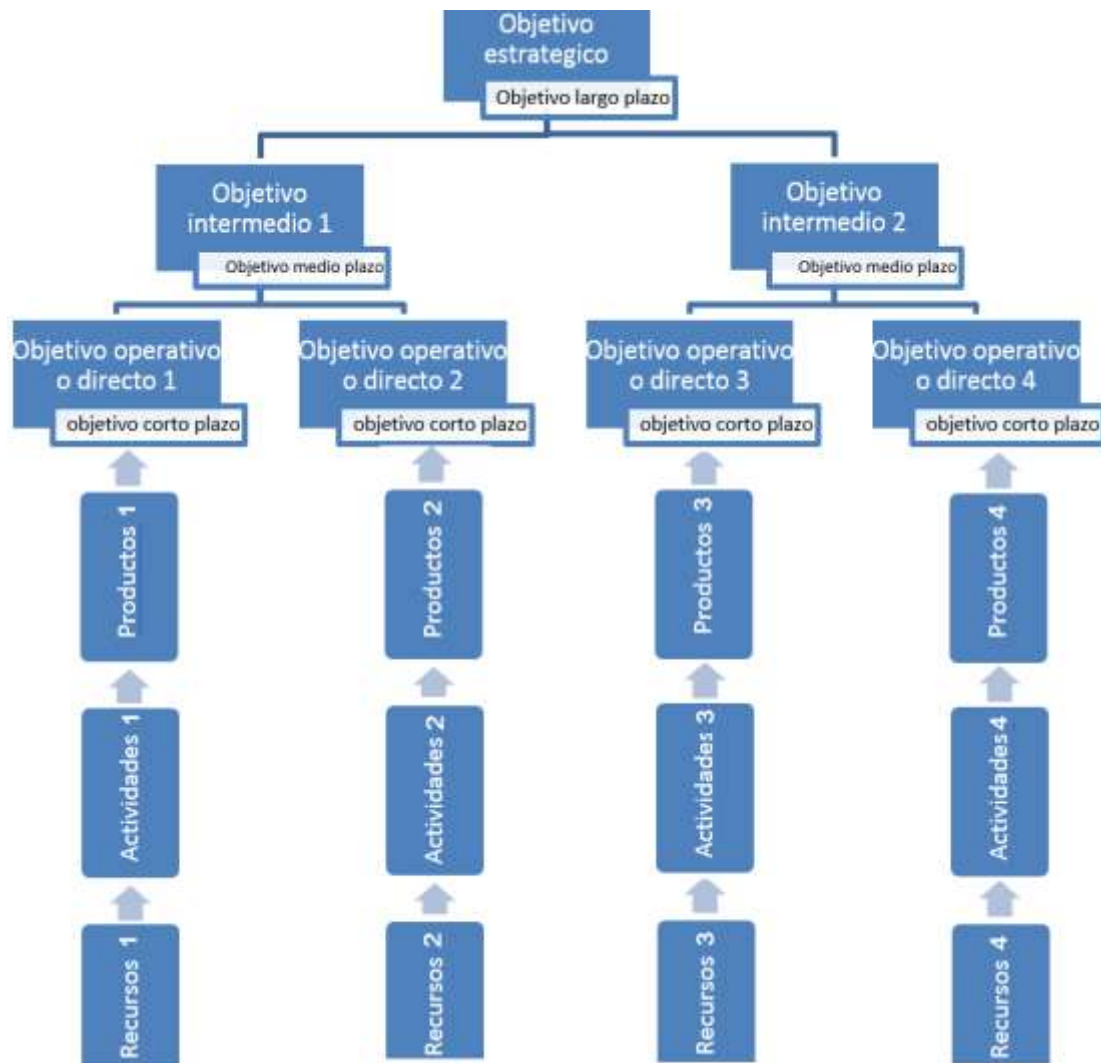 Objetivo
estrategico
Objetivo largo plazo
Objetivo
intermedio 1
Objetivo medio plazo
Objetivo
intermedio 2
Objetivo medio plazo
Objetivo operativo
o directo 1
objetivo corto plazo
Objetivo operativo
o directo 2
objetivo corto plazo
Objetivo operativo
o directo 3
objetivo corto plazo
Objetivo operativo
o directo 4
objetivo corto plazo
Productos 1
Productos 2
Productos 3
Productos 4
Actividades 1
Actividades 2
Actividades 3
Actividades 4
Recursos 1
Recursos 2
Recursos 3
Recursos 4